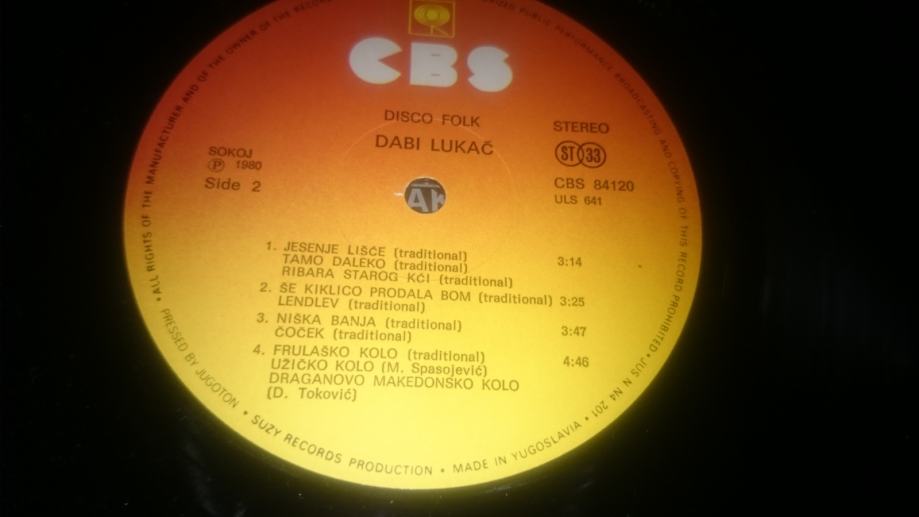 CBS
DISCO FOLK
DABI LUKAČ
STEREO
ST 33
CBS 84120
ULS 641
SOKOJ
Ⓟ 1980
Side 2
1. JESENJE LIŠĆE (traditional)
TAMO DALEKO (traditional)
RIBARA STAROG KĆI (traditional) 3:14
2. ŠE KIKLICO PRODALA BOM (traditional) 3:25
LENDLEV (traditional)
3. NIŠKA BANJA (traditional) 3:47
ČOČEK (traditional)
4. FRULAŠKO KOLO (traditional) 4:46
UŽIČKO KOLO (M. Spasojević)
DRAGANOVO MAKEDONSKO KOLO
(D. Toković)
• ALL RIGHTS OF THE MANUFACTURER AND OF THE OWNER OF THE RECORDED PUBLIC PERFORMANCE BROADCASTING AND COPYING OF THIS RECORD PROHIBITED • JUS N N4 201 • MADE IN YUGOSLAVIA • SUZY RECORDS PRODUCTION • PRESSED BY JUGOTON